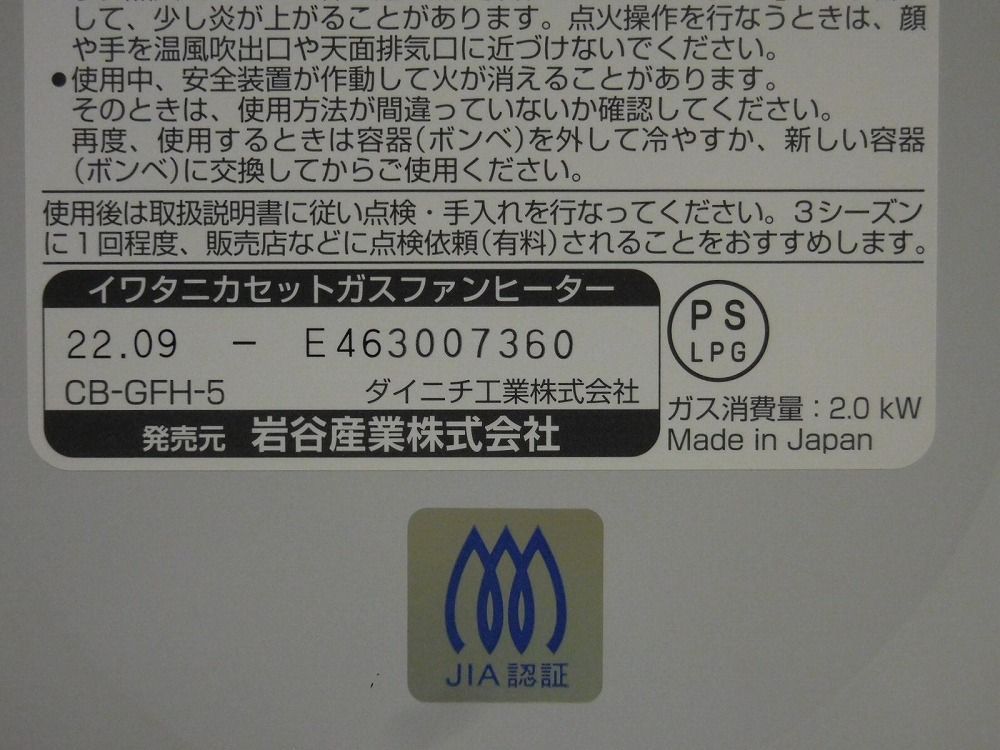 して、少し炎が上がることがあります。点火操作を行なうときは、顔
や手を温風吹出口や天面排気口に近づけないでください。
●使用中、安全装置が作動して火が消えることがあります。
そのときは、使用方法が間違っていないか確認してください。
再度、使用するときは容器(ボンベ)を外して冷やすか、新しい容器
(ボンベ)に交換してからご使用ください。
使用後は取扱説明書に従い点検・手入れを行なってください。3シーズン
に1回程度、販売店などに点検依頼(有料)されることをおすすめします。
イワタニカセットガスファンヒーター
22.09 － E463007360
CB-GFH-5 ダイニチ工業株式会社
発売元 岩谷産業株式会社
PS
LPG
ガス消費量：2.0 kW
Made in Japan
JIA 認証